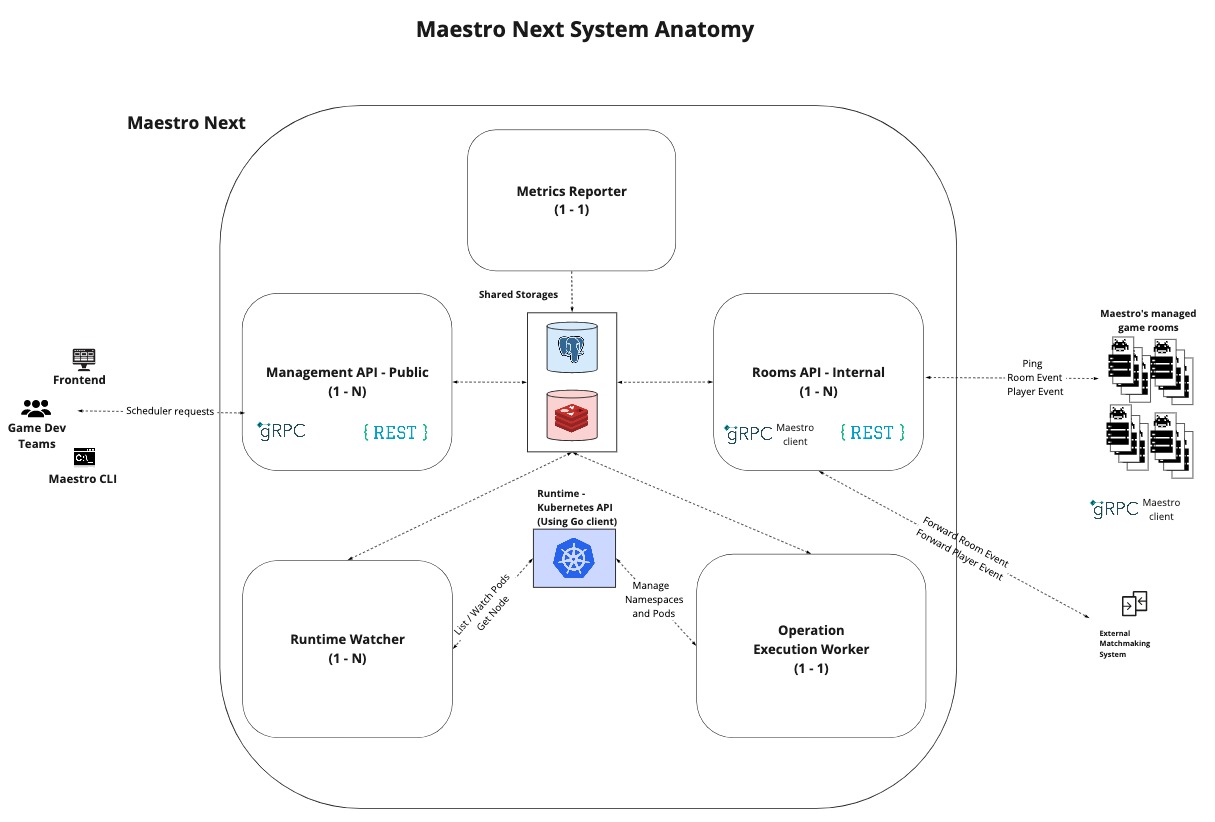 Maestro Next System Anatomy
Maestro Next
Metrics Reporter
(1 - 1)
Shared Storages
Management API - Public
(1 - N)
gRPC
{ REST }
Rooms API - Internal
(1 - N)
gRPC
Maestro
client
{ REST }
Frontend
Game Dev
Teams
C:\_
Maestro CLI
Scheduler requests
Ping
Room Event
Player Event
Maestro's managed
game rooms
gRPC
Maestro
client
Forward Room Event
Forward Player Event
External
Matchmaking
System
Runtime -
Kubernetes API
(Using Go client)
List / Watch Pods
Get Node
Manage
Namespaces
and Pods
Runtime Watcher
(1 - N)
Operation
Execution Worker
(1 - 1)